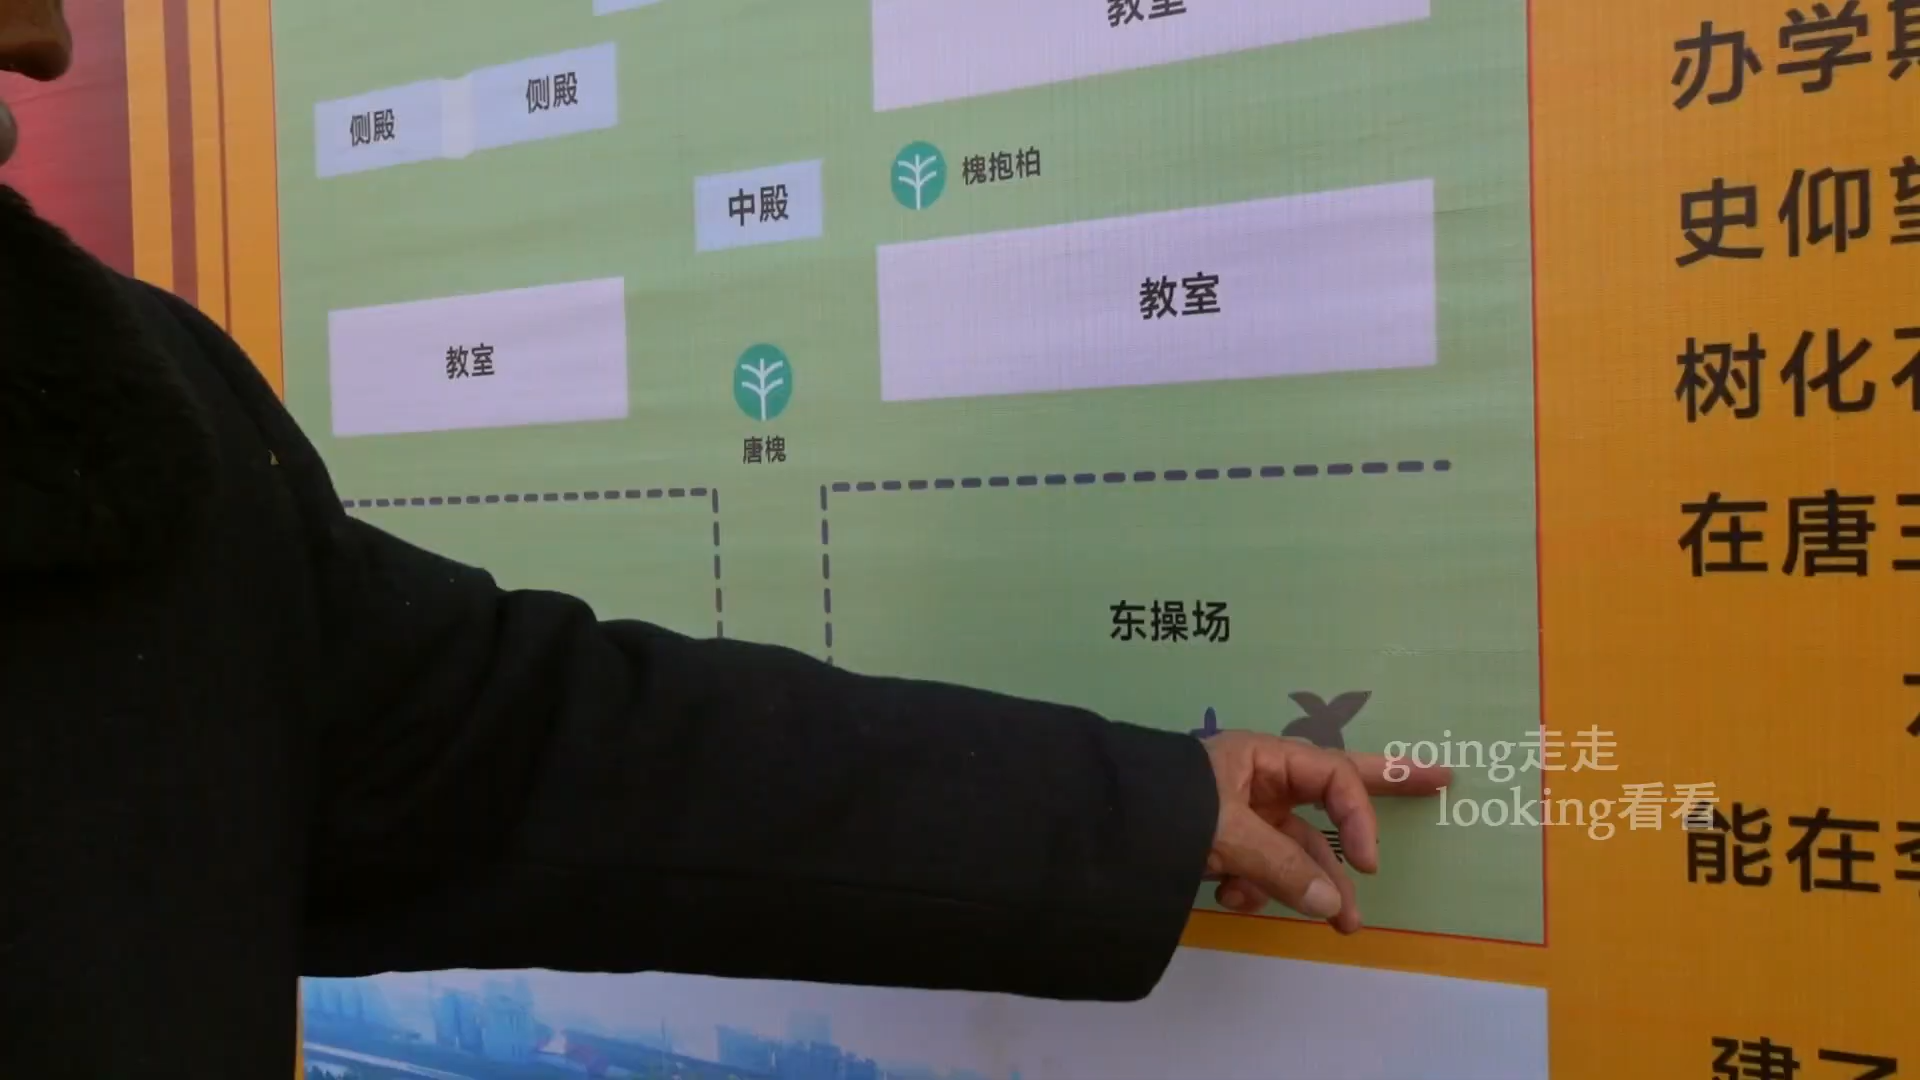 教室
侧殿
侧殿
槐抱柏
中殿
教室
教室
唐槐
东操场
办学
史仰
树化
在唐
能在
建了
going走走
looking看看